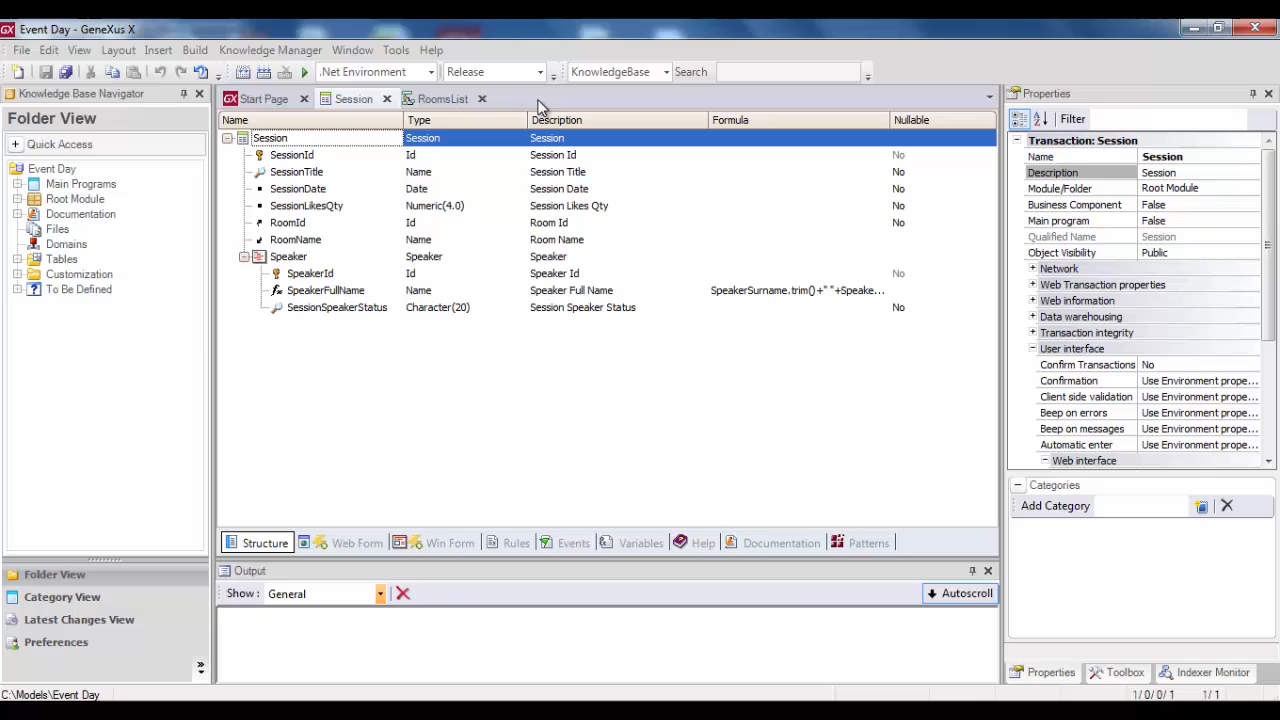 Event Day - GeneXus X
File Edit View Layout Insert Build Knowledge Manager Window Tools Help
.Net Environment Release KnowledgeBase Search
Knowledge Base Navigator
Start Page Session RoomsList
Properties
Folder View
Quick Access
Event Day
Main Programs
Root Module
Documentation
Files
Domains
Tables
Customization
To Be Defined
Name Type Description Formula Nullable
Session Session Session
SessionId Id Session Id No
SessionTitle Name Session Title No
SessionDate Date Session Date No
SessionLikesQty Numeric(4.0) Session Likes Qty No
RoomId Id Room Id No
RoomName Name Room Name
Speaker Speaker Speaker
SpeakerId Id Speaker Id No
SpeakerFullName Name Speaker Full Name SpeakerSurname.trim()+" "+Speake...
SessionSpeakerStatus Character(20) Session Speaker Status No
Structure Web Form Win Form Rules Events Variables Help Documentation Patterns
Output
Show : General Autoscroll
Folder View
Category View
Latest Changes View
Preferences
Filter
Transaction: Session
Name Session
Description Session
Module/Folder Root Module
Business Component False
Main program False
Qualified Name Session
Object Visibility Public
Network
Web Transaction properties
Web information
Data warehousing
Transaction integrity
User interface
Confirm Transactions No
Confirmation Use Environment prope...
Client side validation Use Environment prope...
Beep on errors Use Environment prope...
Beep on messages Use Environment prope...
Automatic enter Use Environment prope...
Web interface
Categories
Add Category
Properties Toolbox Indexer Monitor
C:\Models\Event Day 1/ 0/ 0/ 1 1/ 1